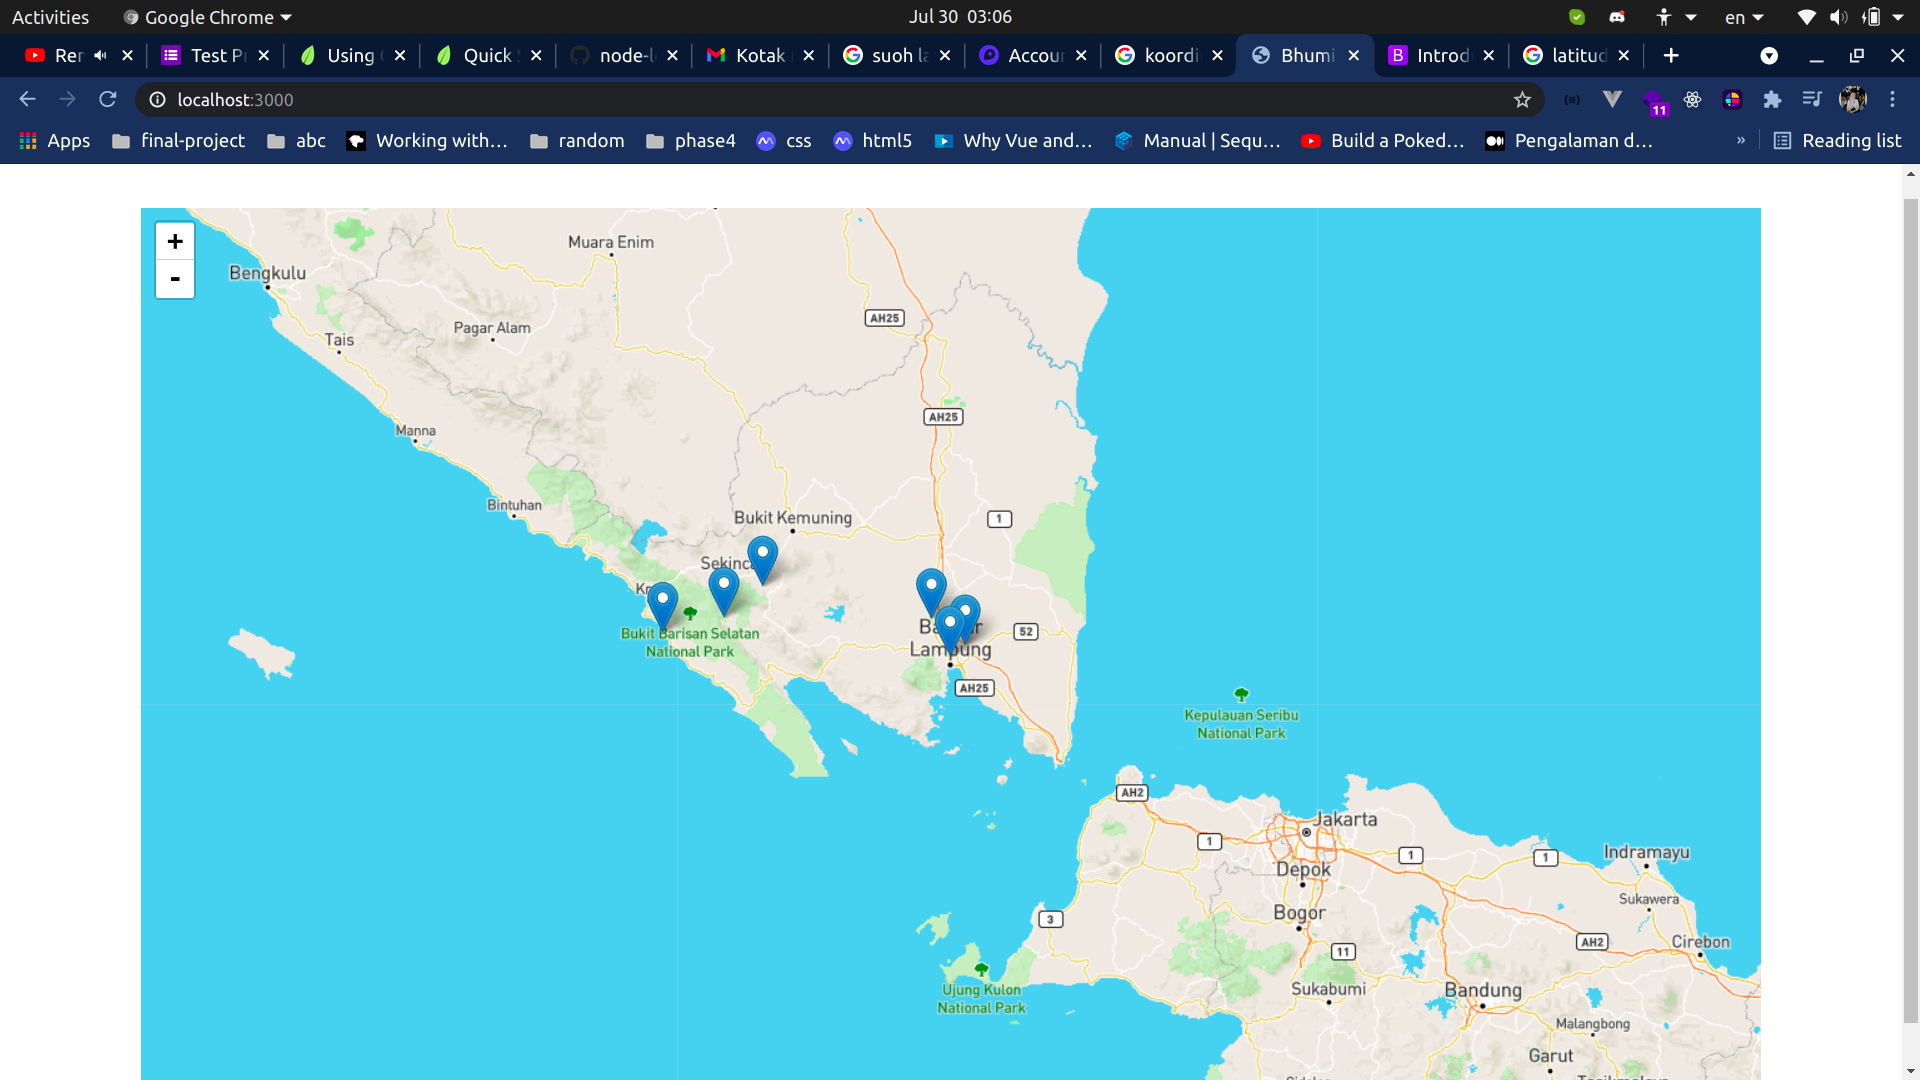 Activities
Google Chrome
Jul 30 03:06
en
Rer
Test P
Using
Quick
node-l
Kotak
suoh la
Accour
koordi
Bhumi
Introd
latitud
localhost:3000
11
Apps
final-project
abc
Working with...
random
phase4
css
html5
Why Vue and...
Manual | Sequ...
Build a Poked...
Pengalaman d...
»
Reading list
+
-
Muara Enim
Bengkulu
Pagar Alam
AH25
Tais
AH25
Manna
Bintuhan
Bukit Kemuning
1
Sekinca
Kr
Bukit Barisan Selatan
National Park
Ba r
Lampung
52
AH25
Kepulauan Seribu
National Park
AH2
Jakarta
1
1
1
Indramayu
Depok
Sukawera
Bogor
3
11
AH2
Cirebon
Ujung Kulon
National Park
Sukabumi
Bandung
Malangbong
Garut